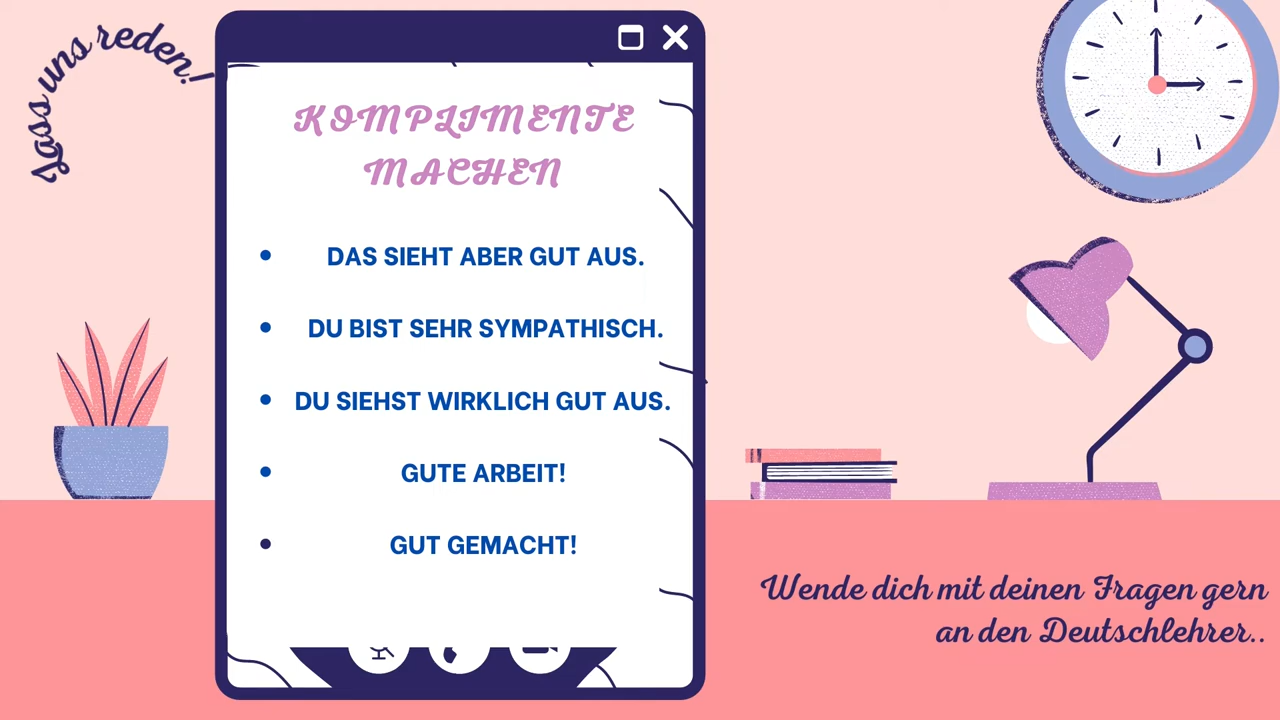 Lass uns reden!
KOMPLIMENTE
MACHEN
• DAS SIEHT ABER GUT AUS.
• DU BIST SEHR SYMPATHISCH.
• DU SIEHST WIRKLICH GUT AUS.
• GUTE ARBEIT!
• GUT GEMACHT!
Wende dich mit deinen Fragen gern
an den Deutschlehrer..